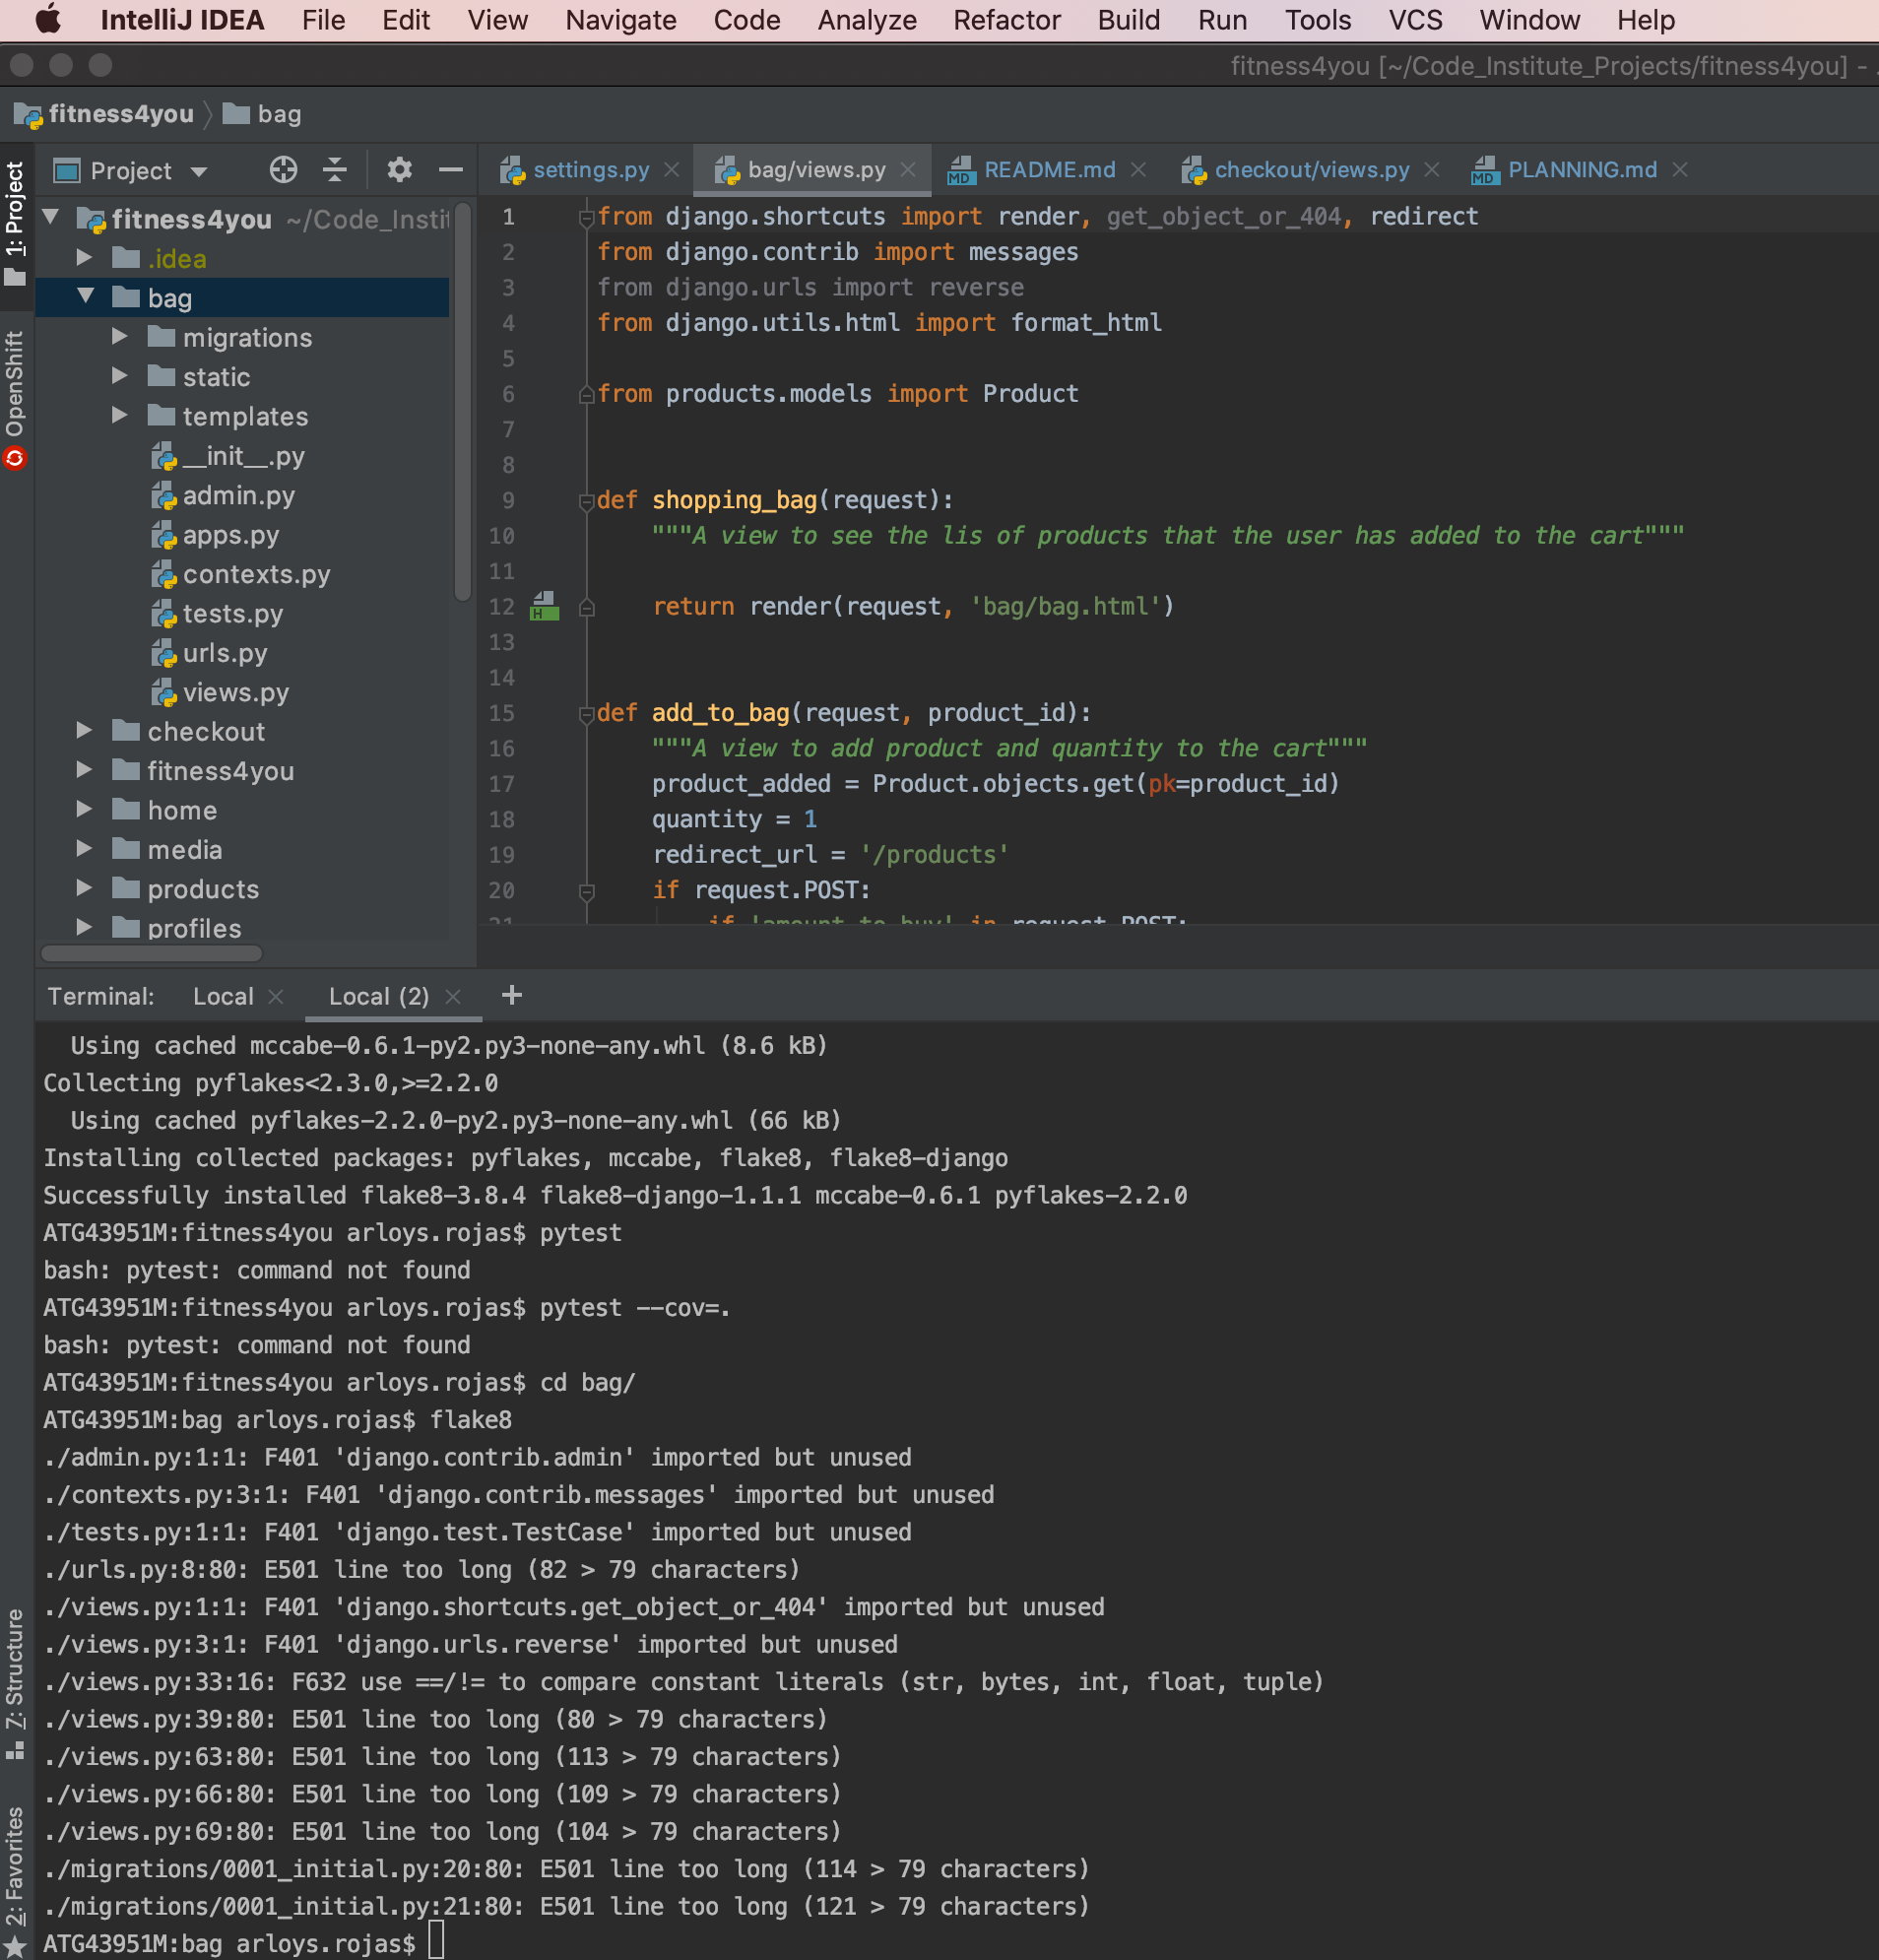 IntelliJ IDEA File Edit View Navigate Code Analyze Refactor Build Run Tools VCS Window Help
fitness4you [~/Code_Institute_Projects/fitness4you] -
fitness4you bag
Project
settings.py bag/views.py README.md checkout/views.py PLANNING.md
1: Project
OpenShift
7: Structure
2: Favorites
fitness4you ~/Code_Instit
.idea
bag
migrations
static
templates
__init__.py
admin.py
apps.py
contexts.py
tests.py
urls.py
views.py
checkout
fitness4you
home
media
products
profiles
1 from django.shortcuts import render, get_object_or_404, redirect
2 from django.contrib import messages
3 from django.urls import reverse
4 from django.utils.html import format_html
5
6 from products.models import Product
7
8
9 def shopping_bag(request):
10 """A view to see the lis of products that the user has added to the cart"""
11
12 return render(request, 'bag/bag.html')
13
14
15 def add_to_bag(request, product_id):
16 """A view to add product and quantity to the cart"""
17 product_added = Product.objects.get(pk=product_id)
18 quantity = 1
19 redirect_url = '/products'
20 if request.POST:
21 if 'amount_to_buy' in request.POST:
Terminal: Local Local (2) +
Using cached mccabe-0.6.1-py2.py3-none-any.whl (8.6 kB)
Collecting pyflakes<2.3.0,>=2.2.0
Using cached pyflakes-2.2.0-py2.py3-none-any.whl (66 kB)
Installing collected packages: pyflakes, mccabe, flake8, flake8-django
Successfully installed flake8-3.8.4 flake8-django-1.1.1 mccabe-0.6.1 pyflakes-2.2.0
ATG43951M:fitness4you arloys.rojas$ pytest
bash: pytest: command not found
ATG43951M:fitness4you arloys.rojas$ pytest --cov=.
bash: pytest: command not found
ATG43951M:fitness4you arloys.rojas$ cd bag/
ATG43951M:bag arloys.rojas$ flake8
./admin.py:1:1: F401 'django.contrib.admin' imported but unused
./contexts.py:3:1: F401 'django.contrib.messages' imported but unused
./tests.py:1:1: F401 'django.test.TestCase' imported but unused
./urls.py:8:80: E501 line too long (82 > 79 characters)
./views.py:1:1: F401 'django.shortcuts.get_object_or_404' imported but unused
./views.py:3:1: F401 'django.urls.reverse' imported but unused
./views.py:33:16: F632 use ==/!= to compare constant literals (str, bytes, int, float, tuple)
./views.py:39:80: E501 line too long (80 > 79 characters)
./views.py:63:80: E501 line too long (113 > 79 characters)
./views.py:66:80: E501 line too long (109 > 79 characters)
./views.py:69:80: E501 line too long (104 > 79 characters)
./migrations/0001_initial.py:20:80: E501 line too long (114 > 79 characters)
./migrations/0001_initial.py:21:80: E501 line too long (121 > 79 characters)
ATG43951M:bag arloys.rojas$